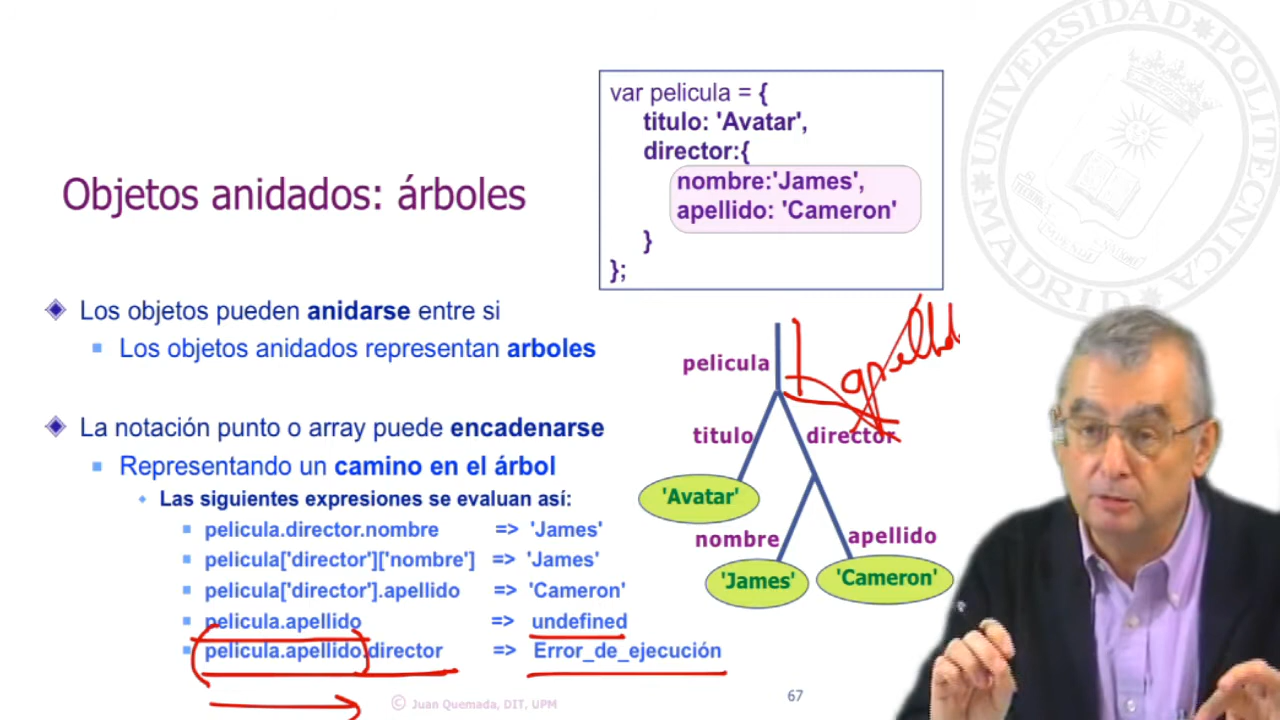 var pelicula = {
titulo: 'Avatar',
director:{
nombre:'James',
apellido: 'Cameron'
}
};
Objetos anidados: árboles
Los objetos pueden anidarse entre si
Los objetos anidados representan arboles
La notación punto o array puede encadenarse
Representando un camino en el árbol
Las siguientes expresiones se evaluan así:
pelicula.director.nombre => 'James'
pelicula['director']['nombre'] => 'James'
pelicula['director'].apellido => 'Cameron'
pelicula.apellido => undefined
pelicula.apellido.director => Error_de_ejecución
pelicula
apellido
titulo
director
'Avatar'
nombre
apellido
'James'
'Cameron'
© Juan Quemada, DIT, UPM
67
UNIVERSIDAD POLITECNICA
MADRID